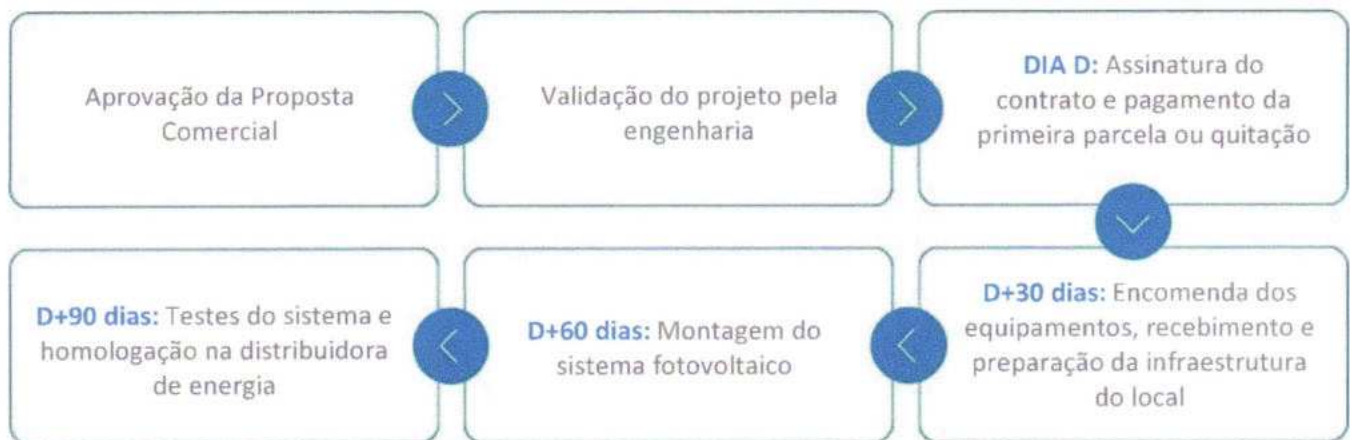 Aprovação da Proposta
Comercial
Validação do projeto pela
engenharia
DIA D: Assinatura do
contrato e pagamento da
primeira parcela ou quitação
D+30 dias: Encomenda dos
equipamentos, recebimento e
preparação da infraestrutura
do local
D+60 dias: Montagem do
sistema fotovoltaico
D+90 dias: Testes do sistema e
homologação na distribuidora
de energia